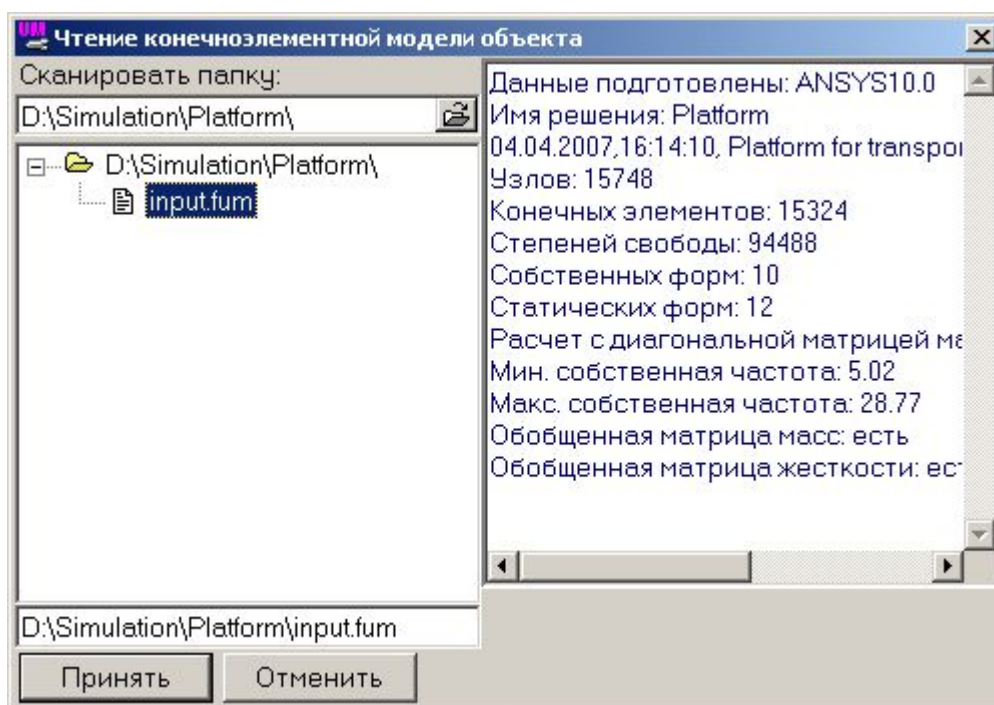 UM Чтение конечноэлементной модели объекта
Сканировать папку:
D:\Simulation\Platform\
D:\Simulation\Platform\
input.fum
D:\Simulation\Platform\input.fum
Принять Отменить
Данные подготовлены: ANSYS10.0
Имя решения: Platform
04.04.2007,16:14:10, Platform for
Узлов: 15748
Конечных элементов: 15324
Степеней свободы: 94488
Собственных форм: 10
Статических форм: 12
Расчет с диагональной матрицей
Мин. собственная частота: 5.02
Макс. собственная частота: 28.77
Обобщенная матрица масс: есть
Обобщенная матрица жесткости: